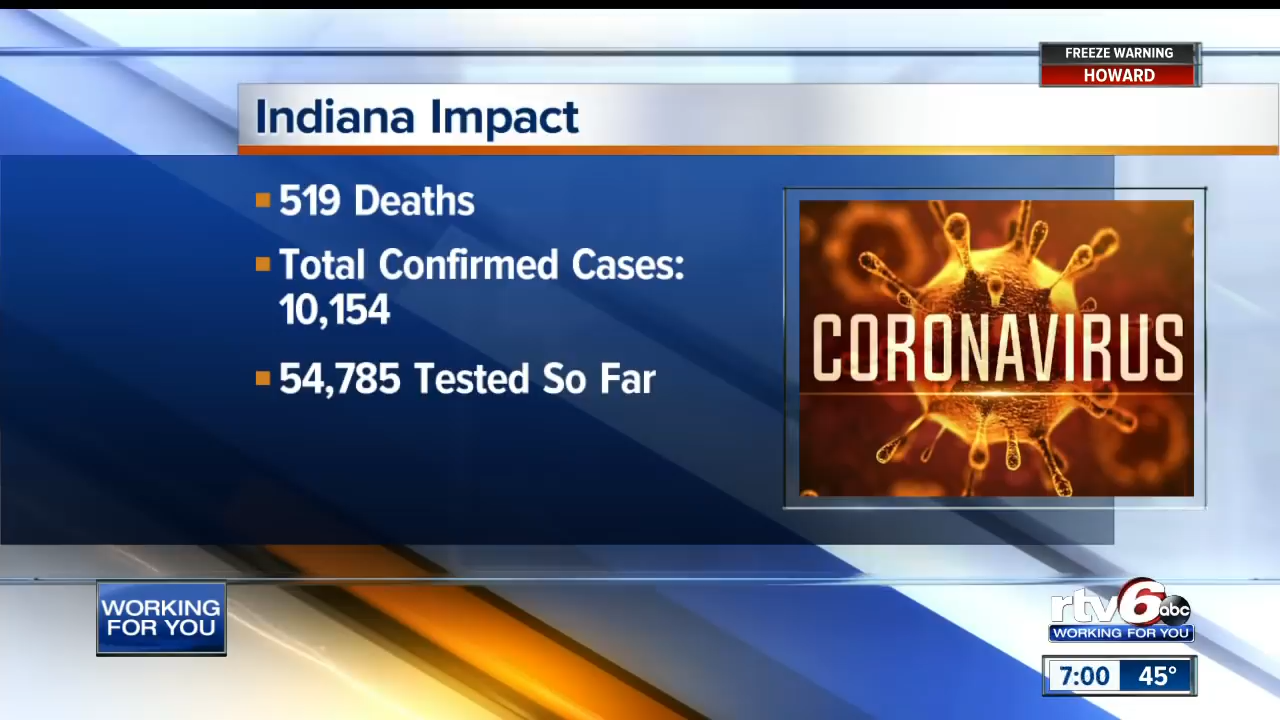 FREEZE WARNING
HOWARD
Indiana Impact
519 Deaths
Total Confirmed Cases:
10,154
54,785 Tested So Far
CORONAVIRUS
WORKING
FOR YOU
rtv6 abc
WORKING FOR YOU
7:00 45°